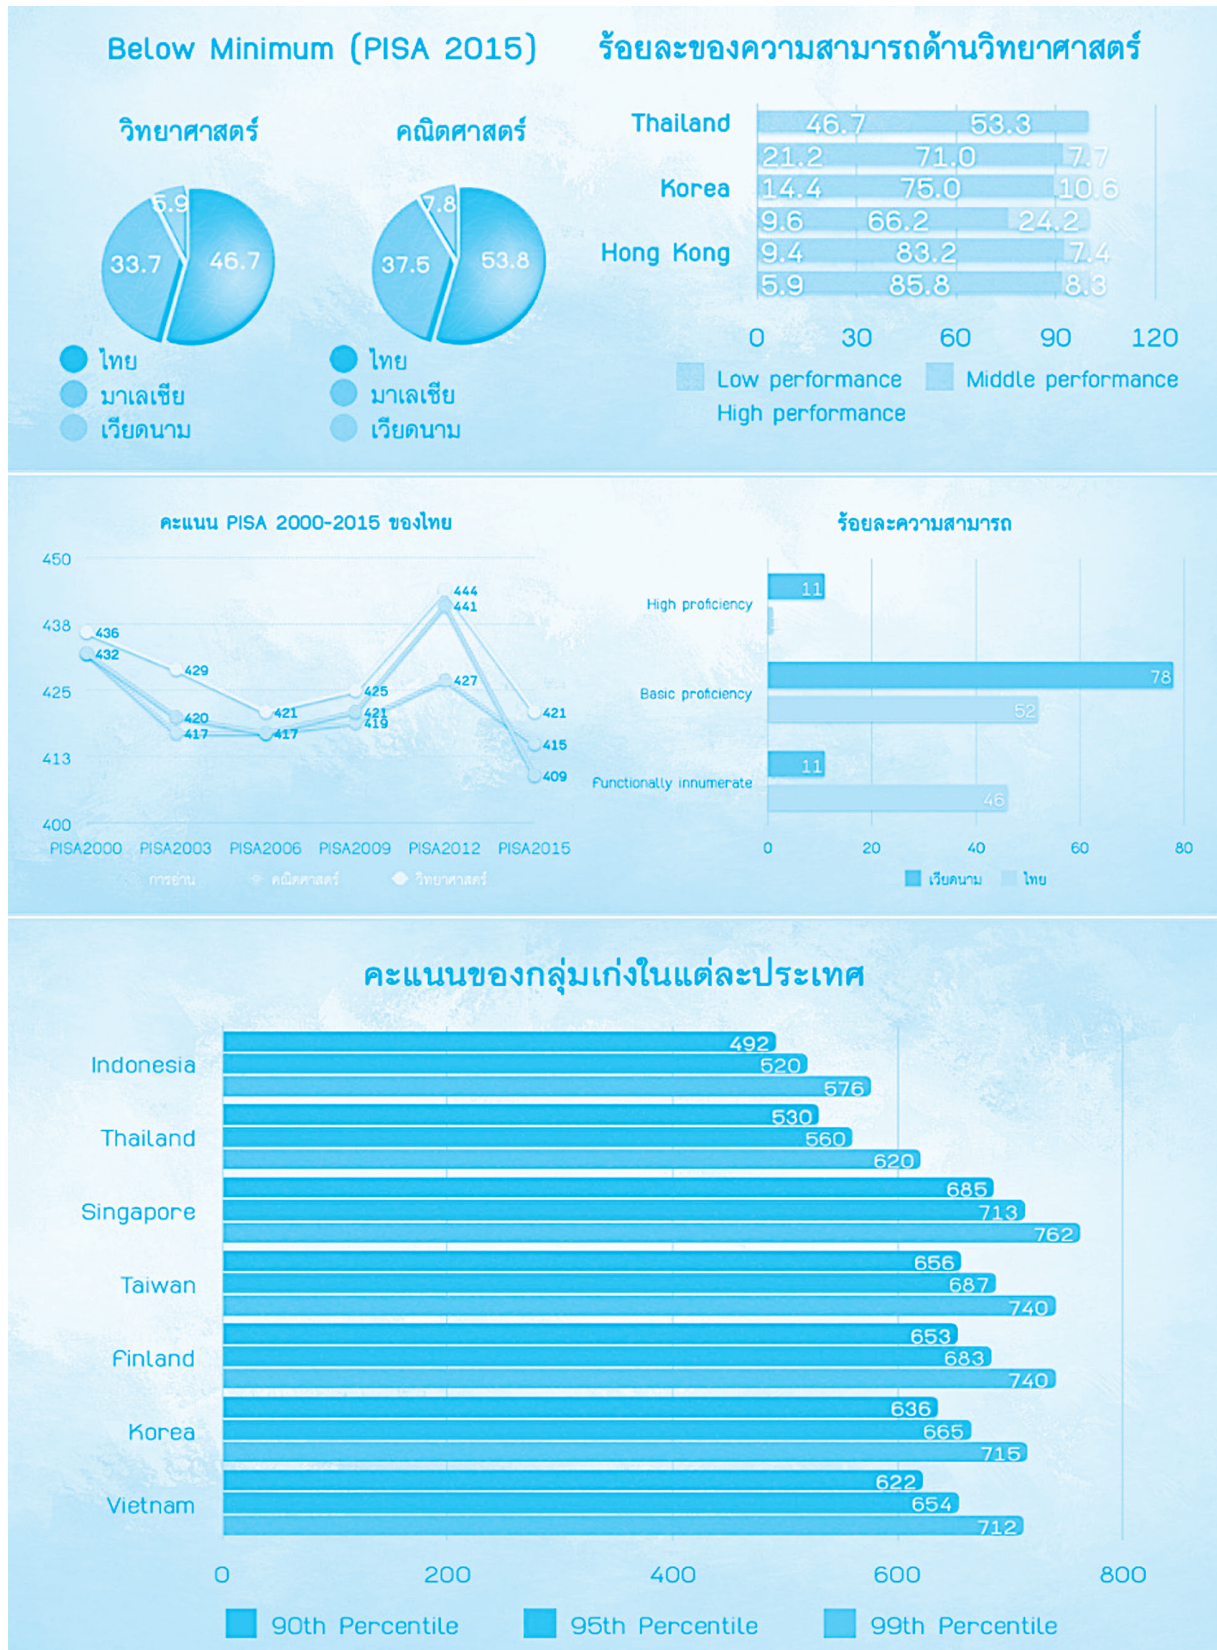 Below Minimum (PISA 2015)
วิทยาศาสตร์
คณิตศาสตร์
5.9
33.7
46.7
7.8
37.5
53.8
ไทย
มาเลเซีย
เวียดนาม
ไทย
มาเลเซีย
เวียดนาม
ร้อยละของความสามารถด้านวิทยาศาสตร์
Thailand 46.7 53.3
21.2 71.0 7.7
Korea 14.4 75.0 10.6
9.6 66.2 24.2
Hong Kong 9.4 83.2 7.4
5.9 85.8 8.3
0 30 60 90 120
Low performance Middle performance
High performance
คะแนน PISA 2000-2015 ของไทย
450
438
425
413
400
436
432
429
420
417
421
417
425
421
419
444
441
427
421
415
409
PISA2000 PISA2003 PISA2006 PISA2009 PISA2012 PISA2015
การอ่าน คณิตศาสตร์ วิทยาศาสตร์
ร้อยละความสามารถ
High proficiency 11
Basic proficiency 78
52
Functionally innumerate 11
46
0 20 40 60 80
เวียดนาม ไทย
คะแนนของกลุ่มเก่งในแต่ละประเทศ
Indonesia
492
520
576
Thailand
530
560
620
Singapore
685
713
762
Taiwan
656
687
740
Finland
653
683
740
Korea
636
665
715
Vietnam
622
654
712
0 200 400 600 800
90th Percentile 95th Percentile 99th Percentile